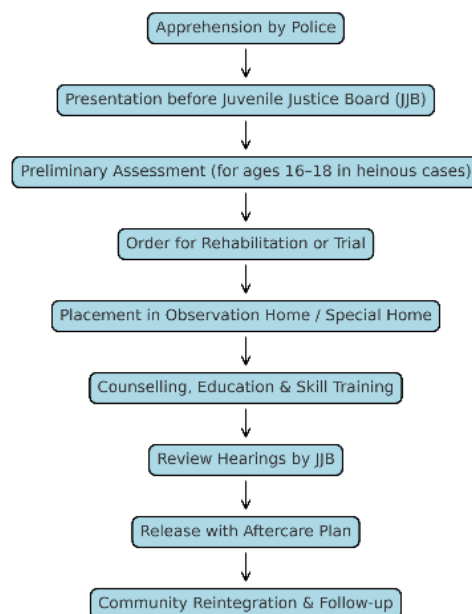 Apprehension by Police
Presentation before Juvenile Justice Board (JJB)
Preliminary Assessment (for ages 16–18 in heinous cases)
Order for Rehabilitation or Trial
Placement in Observation Home / Special Home
Counselling, Education & Skill Training
Review Hearings by JJB
Release with Aftercare Plan
Community Reintegration & Follow-up